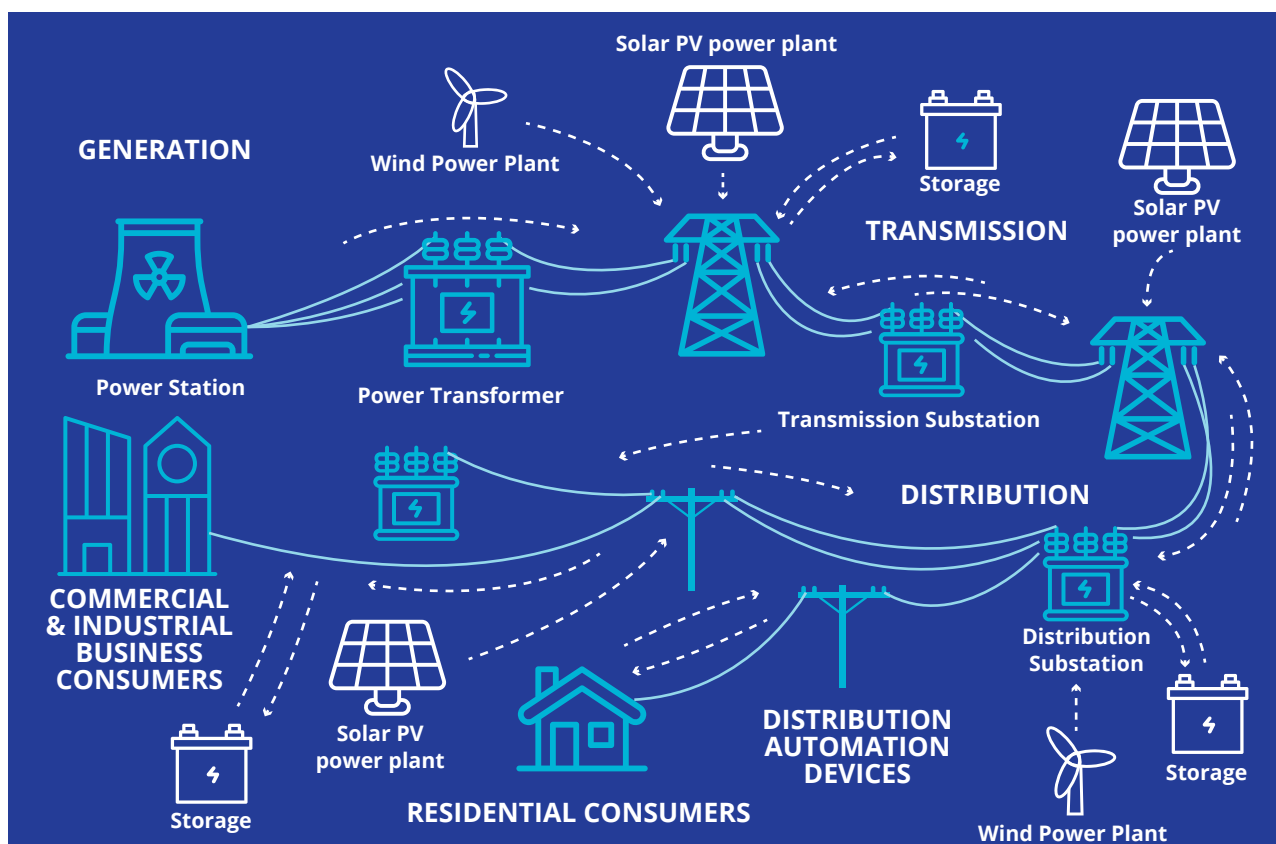 Solar PV power plant
GENERATION
Wind Power Plant
Storage
Solar PV
power plant
TRANSMISSION
Power Station
Power Transformer
Transmission Substation
DISTRIBUTION
COMMERCIAL
& INDUSTRIAL
BUSINESS
CONSUMERS
Distribution
Substation
Solar PV
power plant
DISTRIBUTION
AUTOMATION
DEVICES
Storage
Storage
RESIDENTIAL CONSUMERS
Wind Power Plant